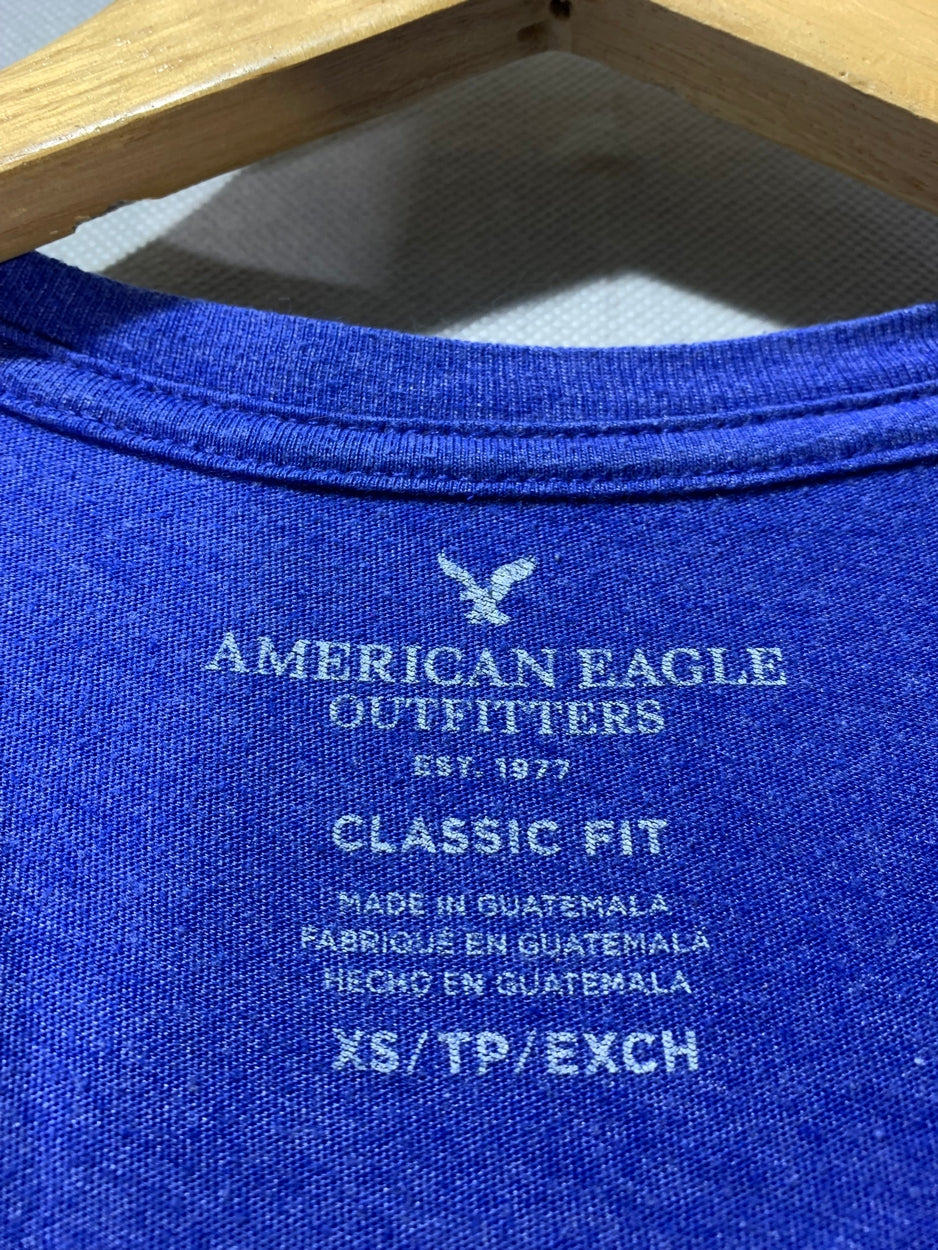 AMERICAN EAGLE
OUTFITTERS
EST. 1977
CLASSIC FIT
MADE IN GUATEMALA
FABRIQUÉ EN GUATEMALA
HECHO EN GUATEMALA
XS/TP/EXCH